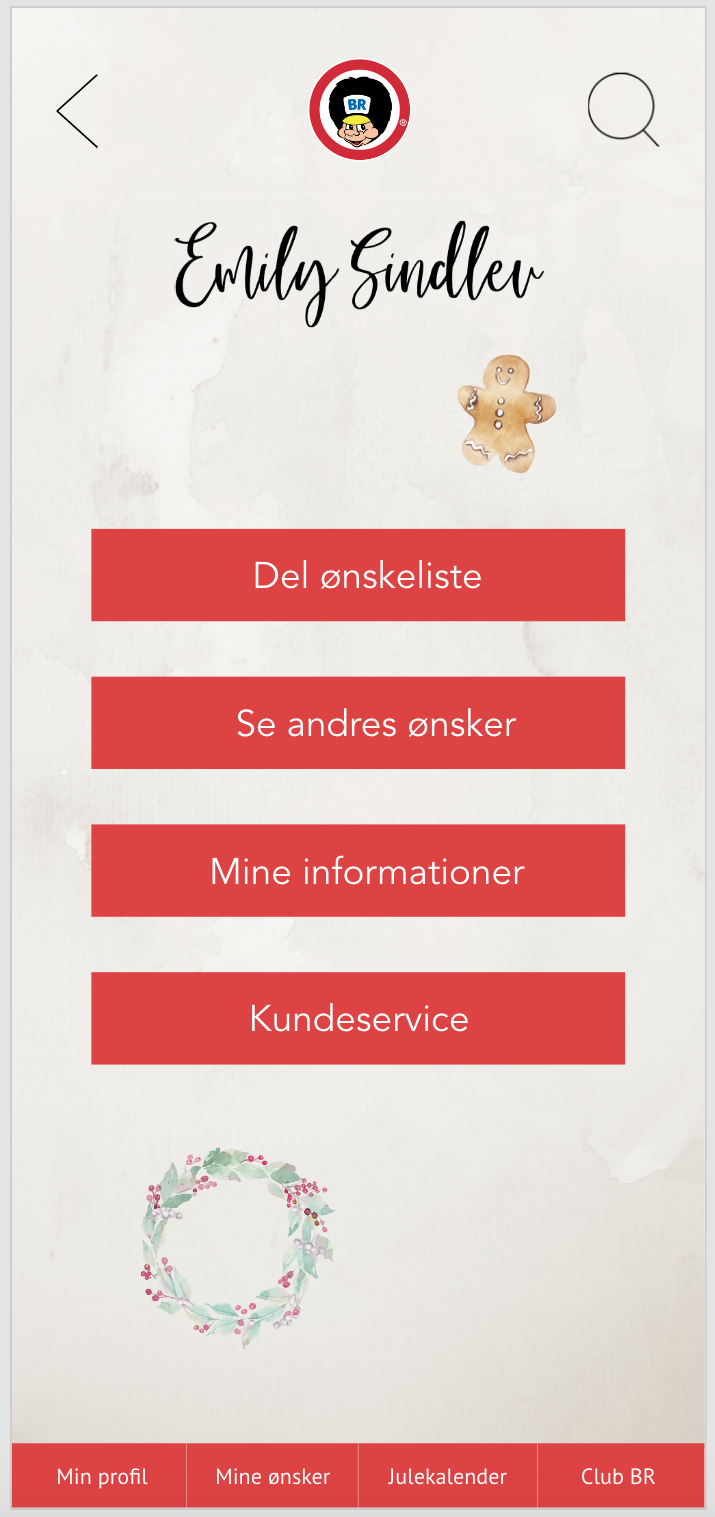 BR
®
Emily Sindlev
Del ønskeliste
Se andres ønsker
Mine informationer
Kundeservice
Min profil
Mine ønsker
Julekalender
Club BR